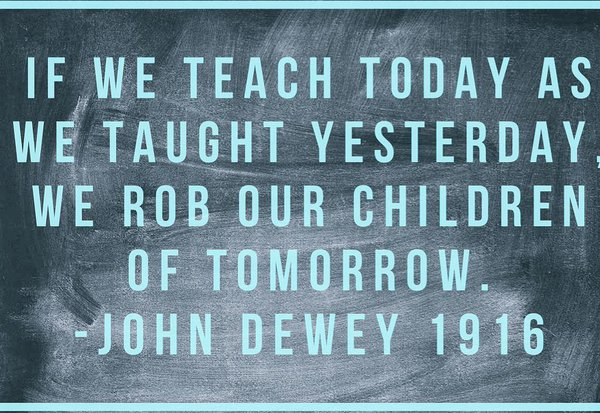 IF WE TEACH TODAY AS
WE TAUGHT YESTERDAY,
WE ROB OUR CHILDREN
OF TOMORROW.
-JOHN DEWEY 1916